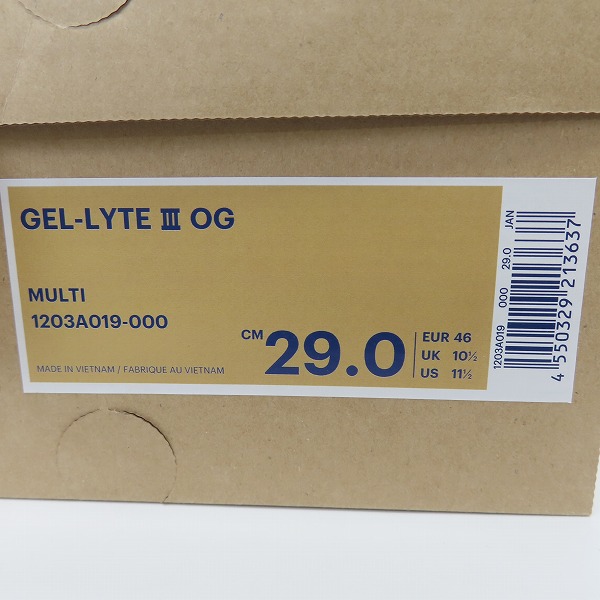 GEL-LYTE III OG
MULTI
1203A019-000
MADE IN VIETNAM / FABRIQUE AU VIETNAM
CM 29.0
EUR 46
UK 10½
US 11½
1203A019 000 29.0 JAN
4 550329 213637